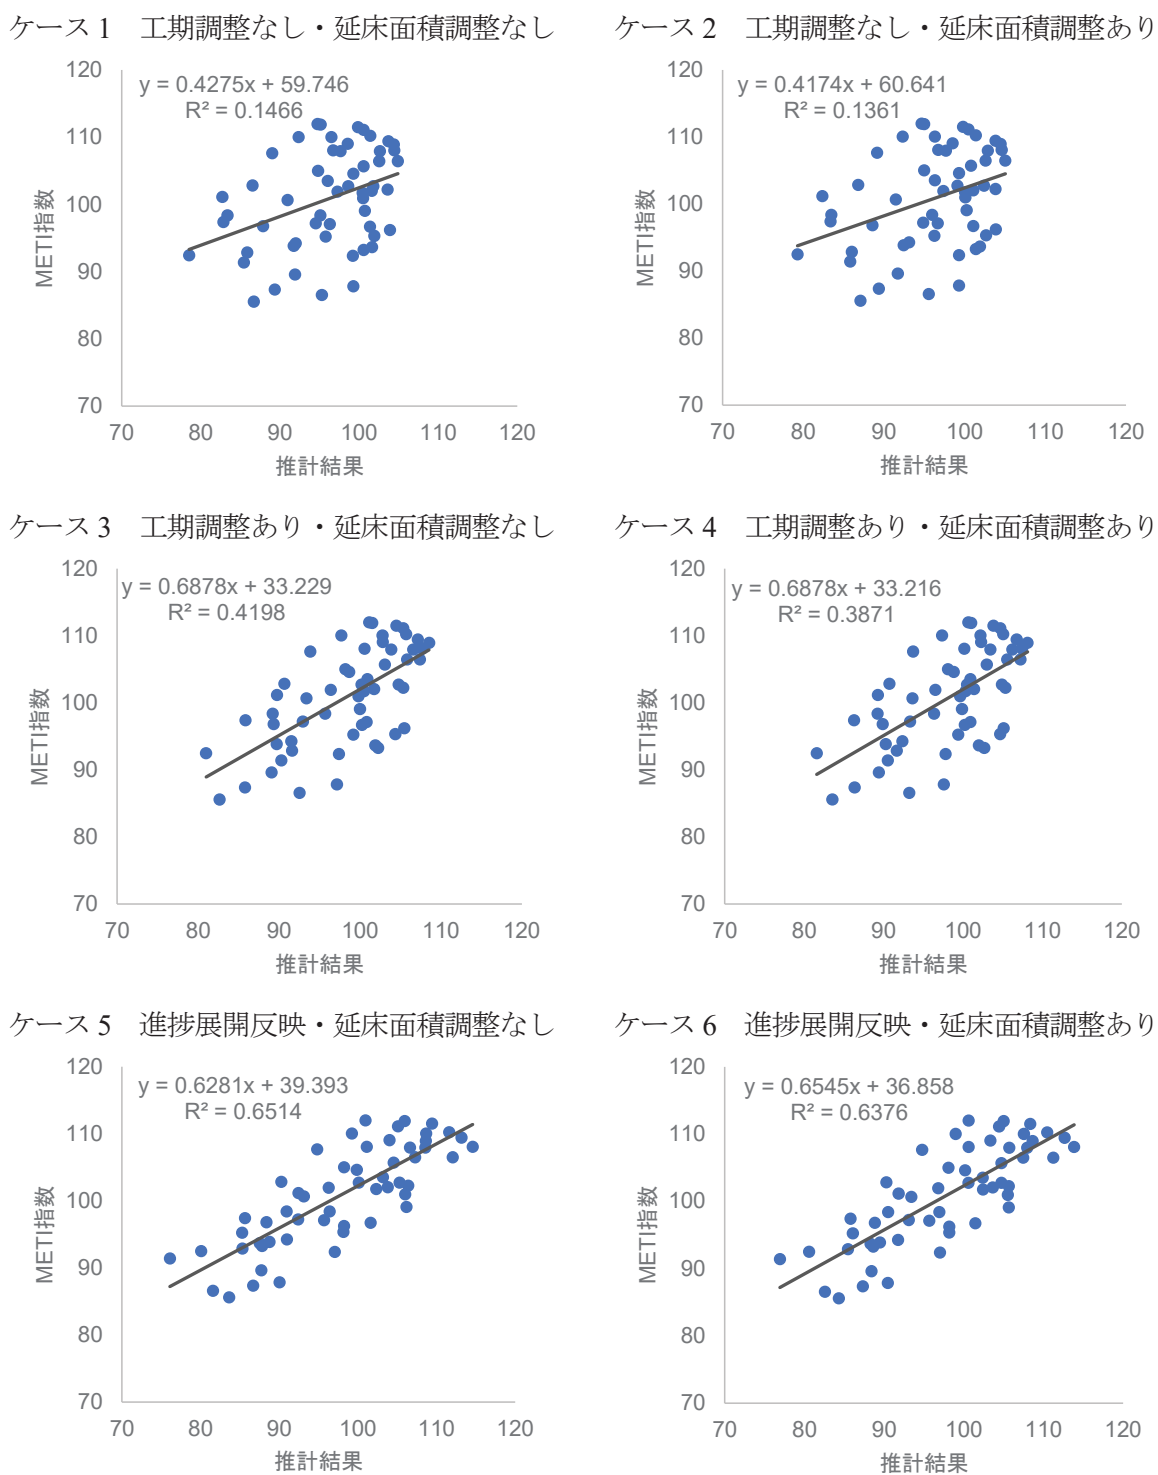 ケース 1　工期調整なし・延床面積調整なし
120
110
100
90
80
70
y = 0.4275x + 59.746
R² = 0.1466
METI指数
70 80 90 100 110 120
推計結果
ケース 2　工期調整なし・延床面積調整あり
120
110
100
90
80
70
y = 0.4174x + 60.641
R² = 0.1361
METI指数
70 80 90 100 110 120
推計結果
ケース 3　工期調整あり・延床面積調整なし
120
110
100
90
80
70
y = 0.6878x + 33.229
R² = 0.4198
METI指数
70 80 90 100 110 120
推計結果
ケース 4　工期調整あり・延床面積調整あり
120
110
100
90
80
70
y = 0.6878x + 33.216
R² = 0.3871
METI指数
70 80 90 100 110 120
推計結果
ケース 5　進捗展開反映・延床面積調整なし
120
110
100
90
80
70
y = 0.6281x + 39.393
R² = 0.6514
METI指数
70 80 90 100 110 120
推計結果
ケース 6　進捗展開反映・延床面積調整あり
120
110
100
90
80
70
y = 0.6545x + 36.858
R² = 0.6376
METI指数
70 80 90 100 110 120
推計結果